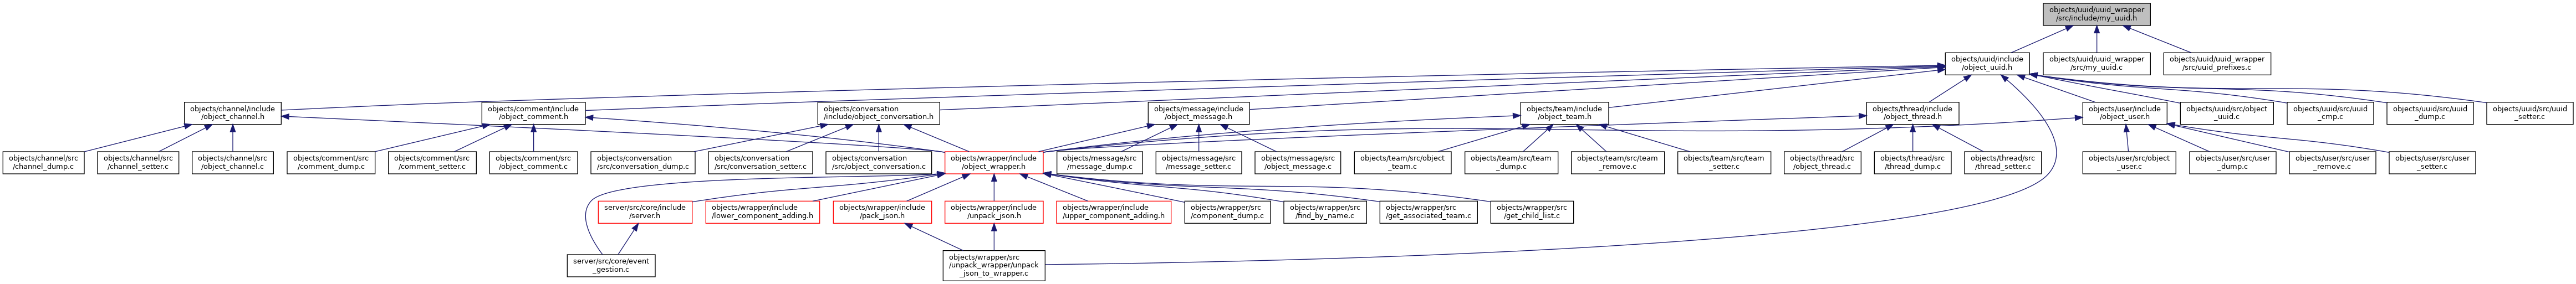 objects/uuid/uuid_wrapper
/src/include/my_uuid.h
objects/uuid/include
/object_uuid.h
objects/uuid/uuid_wrapper
/src/my_uuid.c
objects/uuid/uuid_wrapper
/src/uuid_prefixes.c
objects/channel/include
/object_channel.h
objects/comment/include
/object_comment.h
objects/conversation
/include/object_conversation.h
objects/message/include
/object_message.h
objects/team/include
/object_team.h
objects/thread/include
/object_thread.h
objects/user/include
/object_user.h
objects/uuid/src/object
_uuid.c
objects/uuid/src/uuid
_cmp.c
objects/uuid/src/uuid
_dump.c
objects/uuid/src/uuid
_setter.c
objects/channel/src
/channel_dump.c
objects/channel/src
/channel_setter.c
objects/channel/src
/object_channel.c
objects/comment/src
/comment_dump.c
objects/comment/src
/comment_setter.c
objects/comment/src
/object_comment.c
objects/conversation
/src/conversation_dump.c
objects/conversation
/src/conversation_setter.c
objects/conversation
/src/object_conversation.c
objects/wrapper/include
/object_wrapper.h
objects/message/src
/message_dump.c
objects/message/src
/message_setter.c
objects/message/src
/object_message.c
objects/team/src/object
_team.c
objects/team/src/team
_dump.c
objects/team/src/team
_remove.c
objects/team/src/team
_setter.c
objects/thread/src
/object_thread.c
objects/thread/src
/thread_dump.c
objects/thread/src
/thread_setter.c
objects/user/src/object
_user.c
objects/user/src/user
_dump.c
objects/user/src/user
_remove.c
objects/user/src/user
_setter.c
server/src/core/include
/server.h
objects/wrapper/include
/lower_component_adding.h
objects/wrapper/include
/pack_json.h
objects/wrapper/include
/unpack_json.h
objects/wrapper/include
/upper_component_adding.h
objects/wrapper/src
/component_dump.c
objects/wrapper/src
/find_by_name.c
objects/wrapper/src
/get_associated_team.c
objects/wrapper/src
/get_child_list.c
server/src/core/event
_gestion.c
objects/wrapper/src
/unpack_wrapper/unpack
_json_to_wrapper.c